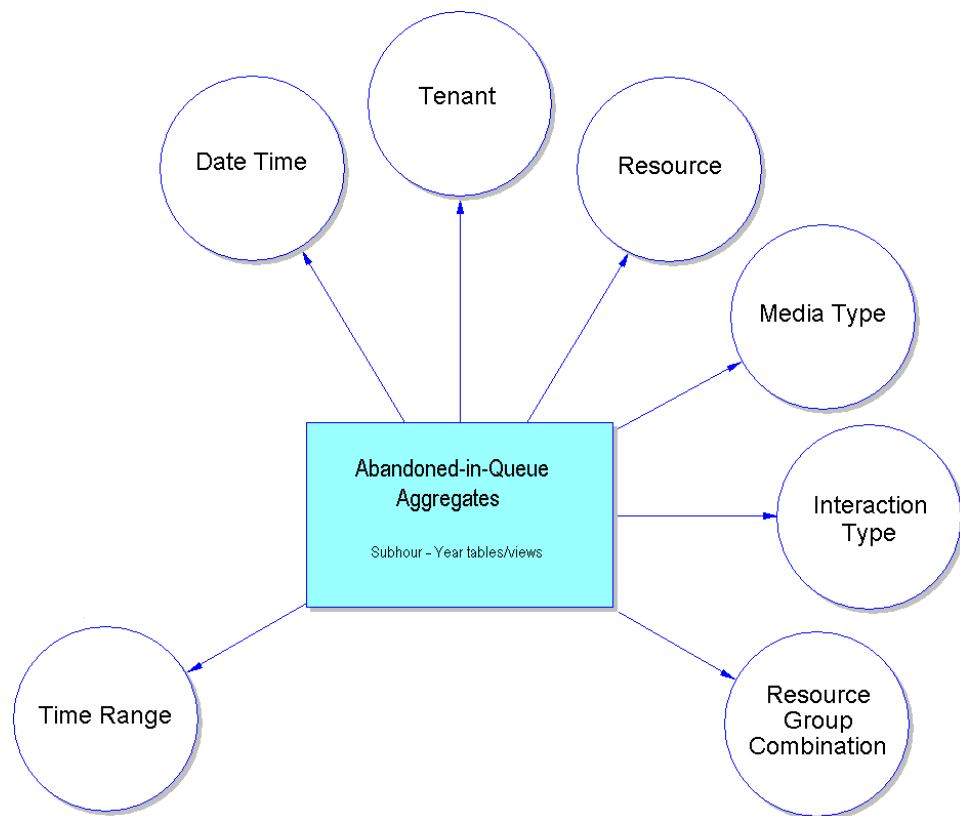 Tenant
Date Time
Resource
Media Type
Abandoned-in-Queue
Aggregates
Subhour - Year tables/views
Interaction
Type
Time Range
Resource
Group
Combination